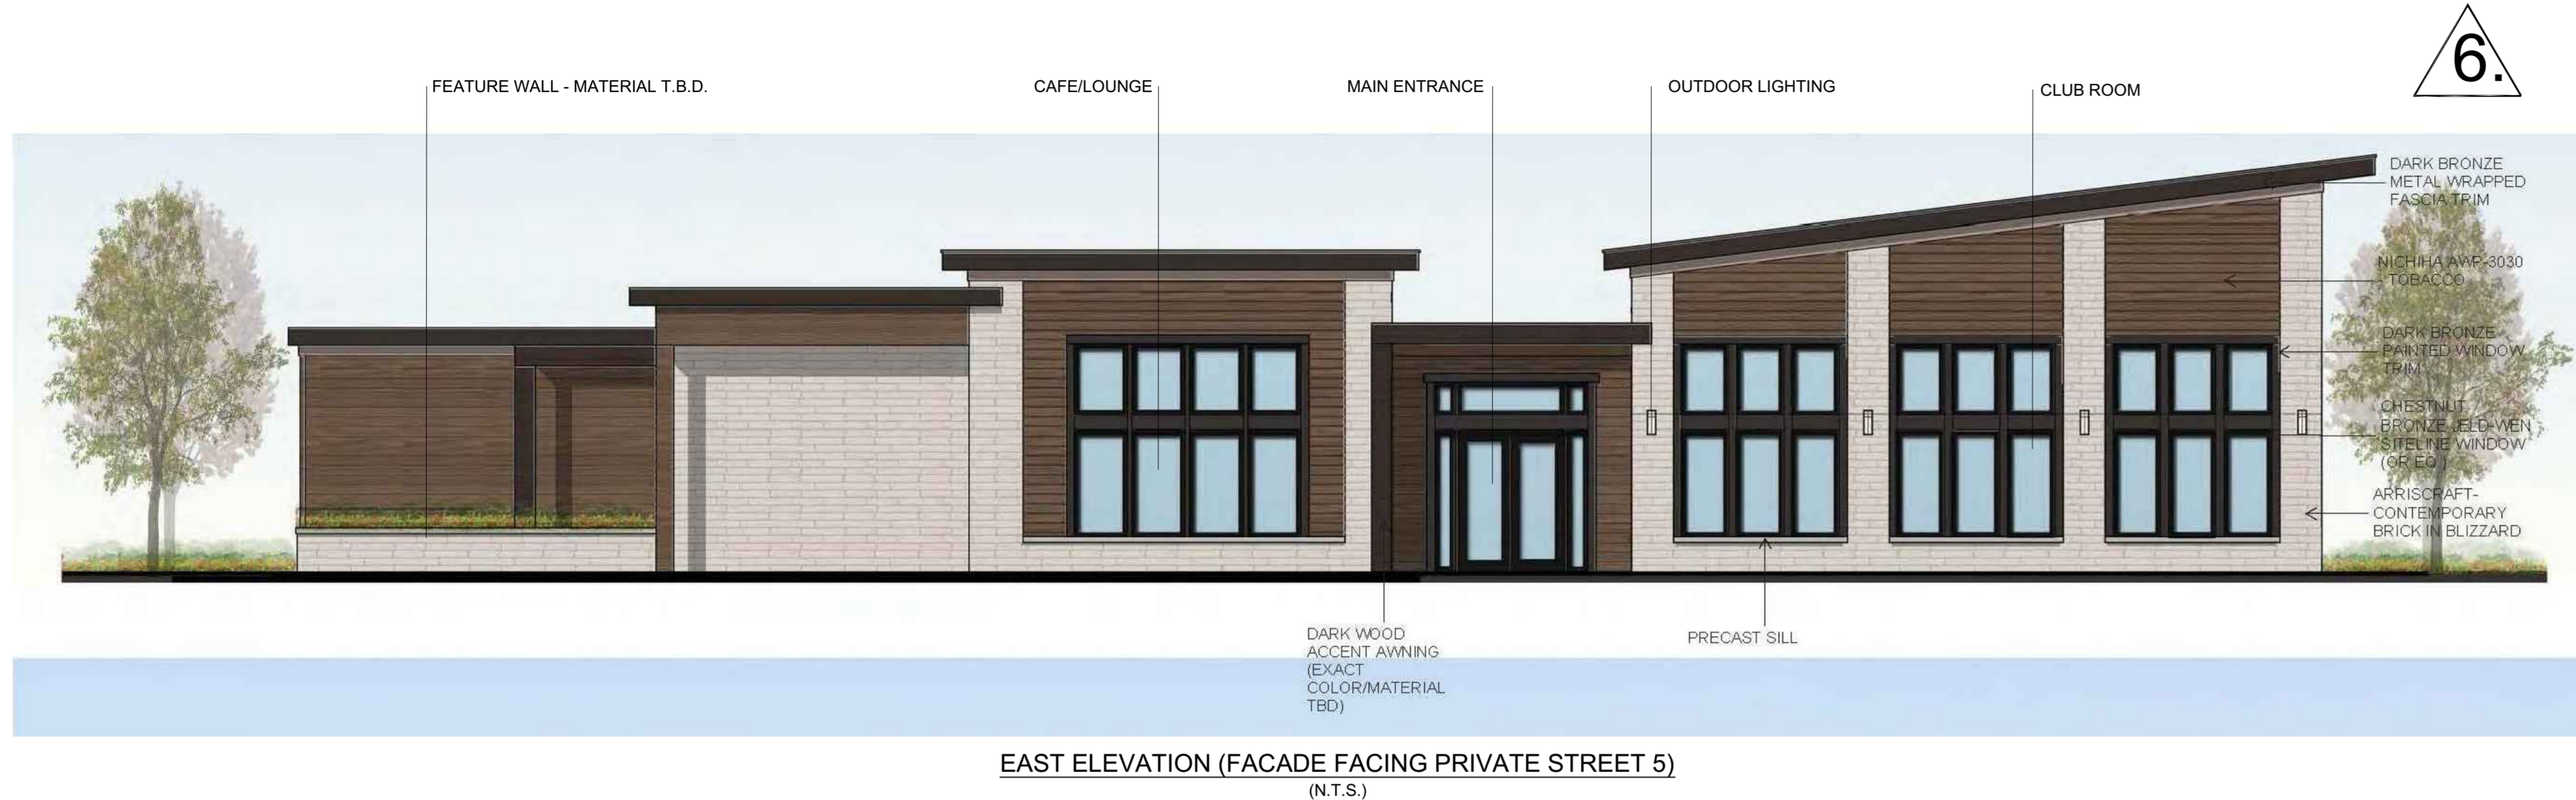 6.
FEATURE WALL - MATERIAL T.B.D.
CAFE/LOUNGE
MAIN ENTRANCE
OUTDOOR LIGHTING
CLUB ROOM
DARK BRONZE
METAL WRAPPED
FASCIA TRIM
NICHIHA AWP-3030
- TOBACCO
DARK BRONZE
PAINTED WINDOW
TRIM
CHESTNUT
BRONZE JELD-WEN
SITELINE WINDOW
(OR EQ.)
ARRISCRAFT-
CONTEMPORARY
BRICK IN BLIZZARD
DARK WOOD
ACCENT AWNING
(EXACT
COLOR/MATERIAL
TBD)
PRECAST SILL
EAST ELEVATION (FACADE FACING PRIVATE STREET 5)
(N.T.S.)